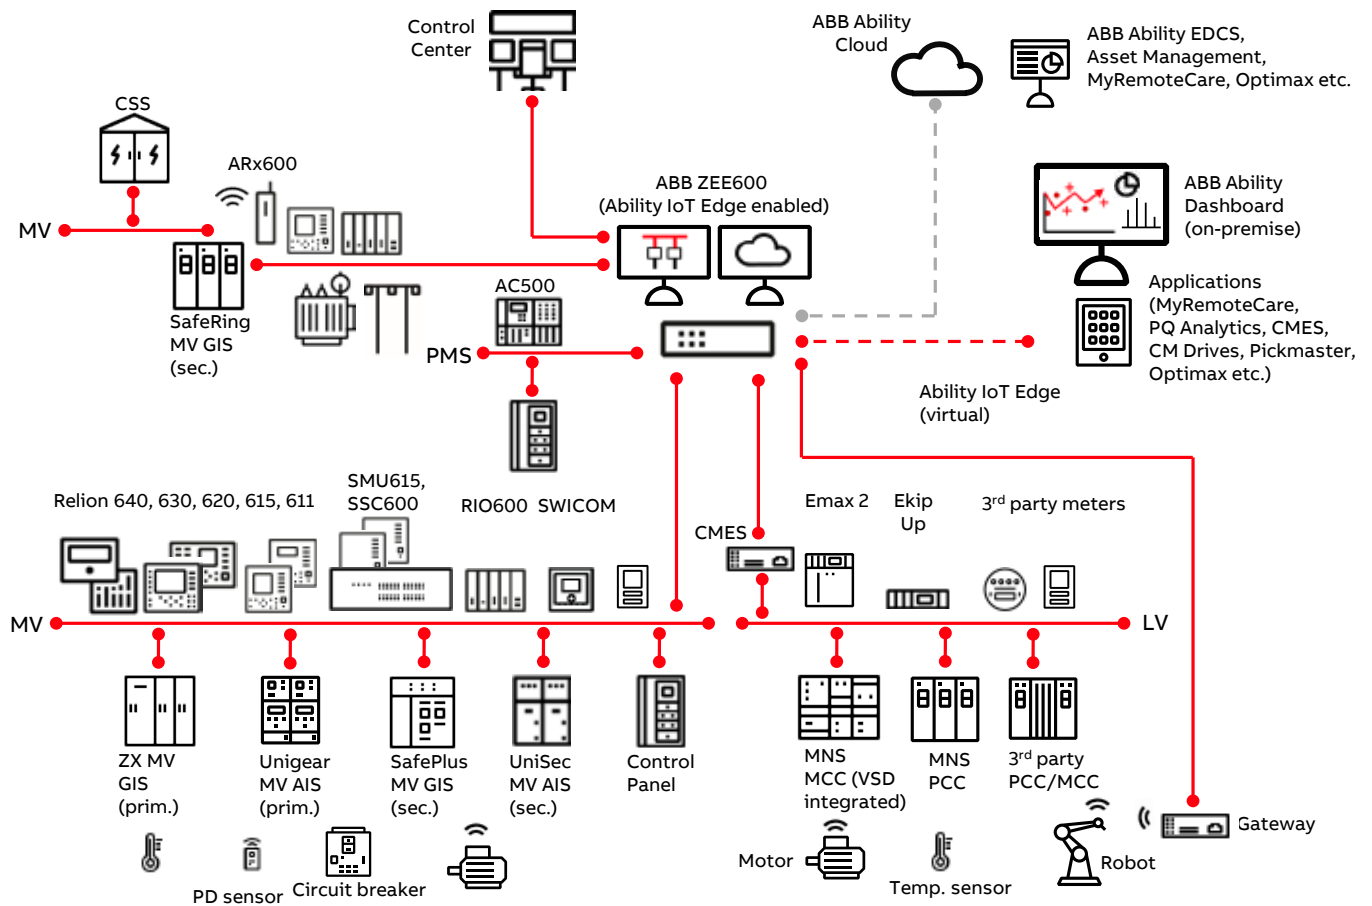 Control
Center
ABB Ability
Cloud
ABB Ability EDCS,
Asset Management,
MyRemoteCare, Optimax etc.
CSS
ARx600
ABB ZEE600
(Ability IoT Edge enabled)
ABB Ability
Dashboard
(on-premise)
MV
SafeRing
MV GIS
(sec.)
AC500
PMS
Applications
(MyRemoteCare,
PQ Analytics, CMES,
CM Drives, Pickmaster,
Optimax etc.)
Ability IoT Edge
(virtual)
Relion 640, 630, 620, 615, 611
SMU615,
SSC600
RIO600 SWICOM
CMES
Emax 2
Ekip
Up
3rd party meters
MV
LV
ZX MV
GIS
(prim.)
Unigear
MV AIS
(prim.)
SafePlus
MV GIS
(sec.)
UniSec
MV AIS
(sec.)
Control
Panel
MNS
MCC (VSD
integrated)
MNS
PCC
3rd party
PCC/MCC
Gateway
PD sensor
Circuit breaker
Motor
Temp. sensor
Robot